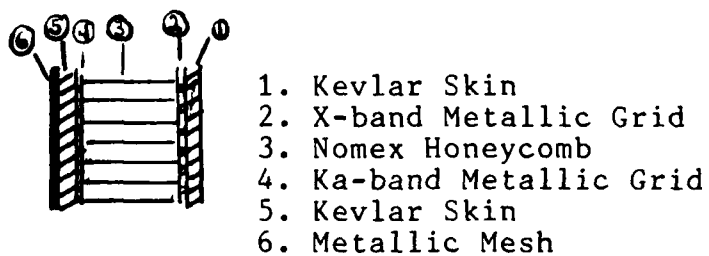 6 5 4 3 2 1
1. Kevlar Skin
2. X-band Metallic Grid
3. Nomex Honeycomb
4. Ka-band Metallic Grid
5. Kevlar Skin
6. Metallic Mesh